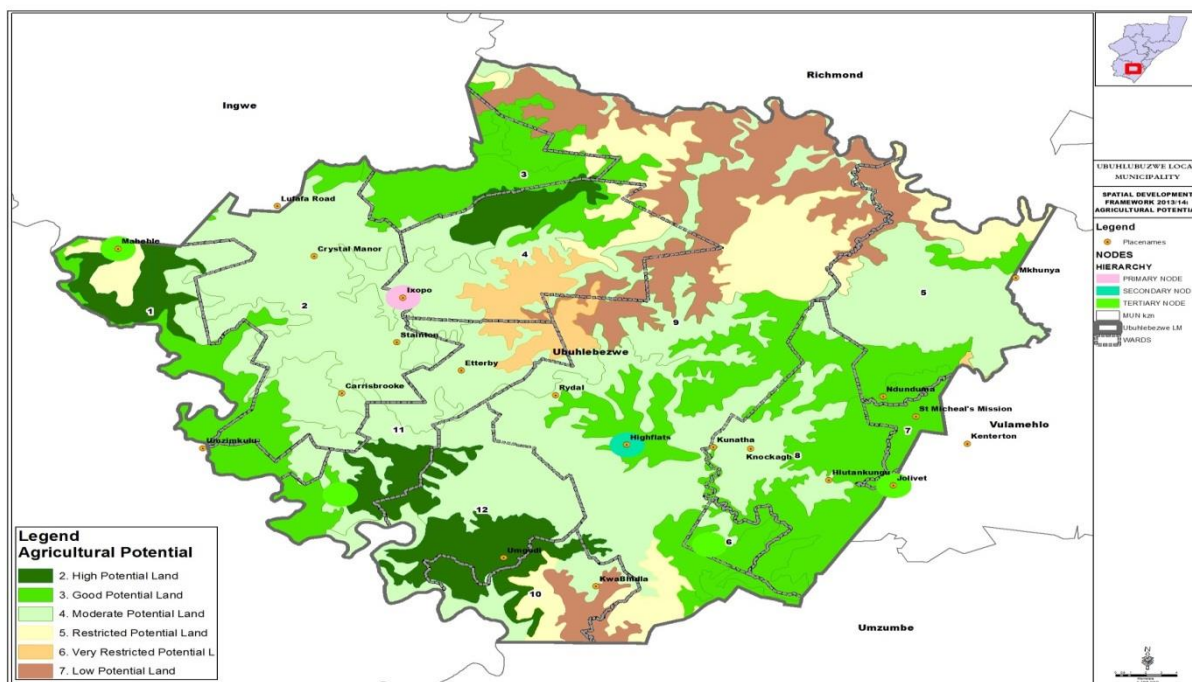 Richmond
Ingwe
UBUHLUBUZWE LOCA
MUNICIPALITY
SPATIAL DEVELOPMENT
FRAMEWORK 2013/14:
AGRICULTURAL POTENTIA
Legend
Placenames
NODES
HIERARCHY
PRIMARY NODE
SECONDARY NOD
TERTIARY NODE
MUN kzn
Ubuhlebezwe LM
WARDS
3
Lufafa Road
Maheble
Crystal Manor
4
Mkhunya
Ixopo
5
1
2
9
Stainton
Ubuhlebezwe
Etterby
Carrisbrooke
Rydal
Ndunduma
St Micheal's Mission
Vulamehlo
11
7
Highflats
Kunatha
Kenterton
Umzimkulu
Knockagh
8
Hlutankungu
Jolivet
12
6
Legend
Agricultural Potential
2. High Potential Land
3. Good Potential Land
4. Moderate Potential Land
5. Restricted Potential Land
6. Very Restricted Potential L
7. Low Potential Land
10
Umzumbe
N